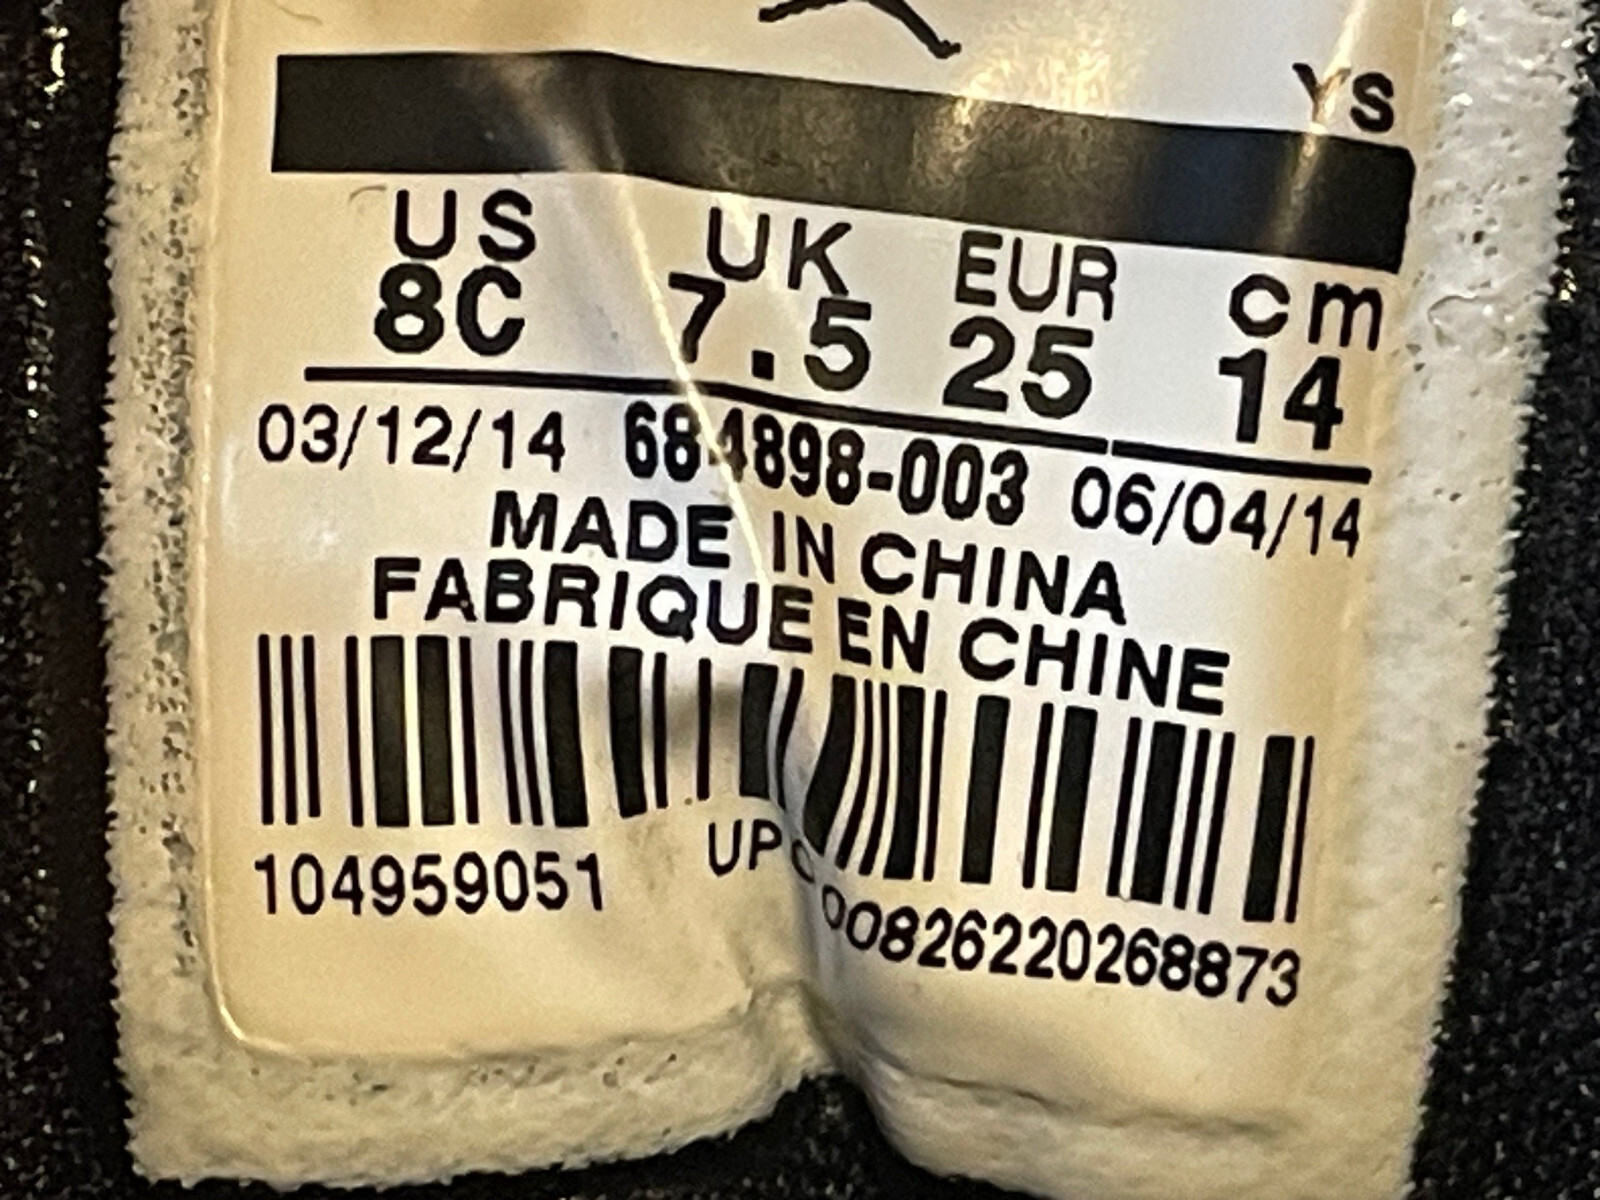 YS
US UK EUR cm
8C 7.5 25 14
03/12/14 684898-003 06/04/14
MADE IN CHINA
FABRIQUE EN CHINE
104959051 UPC 00826220268873